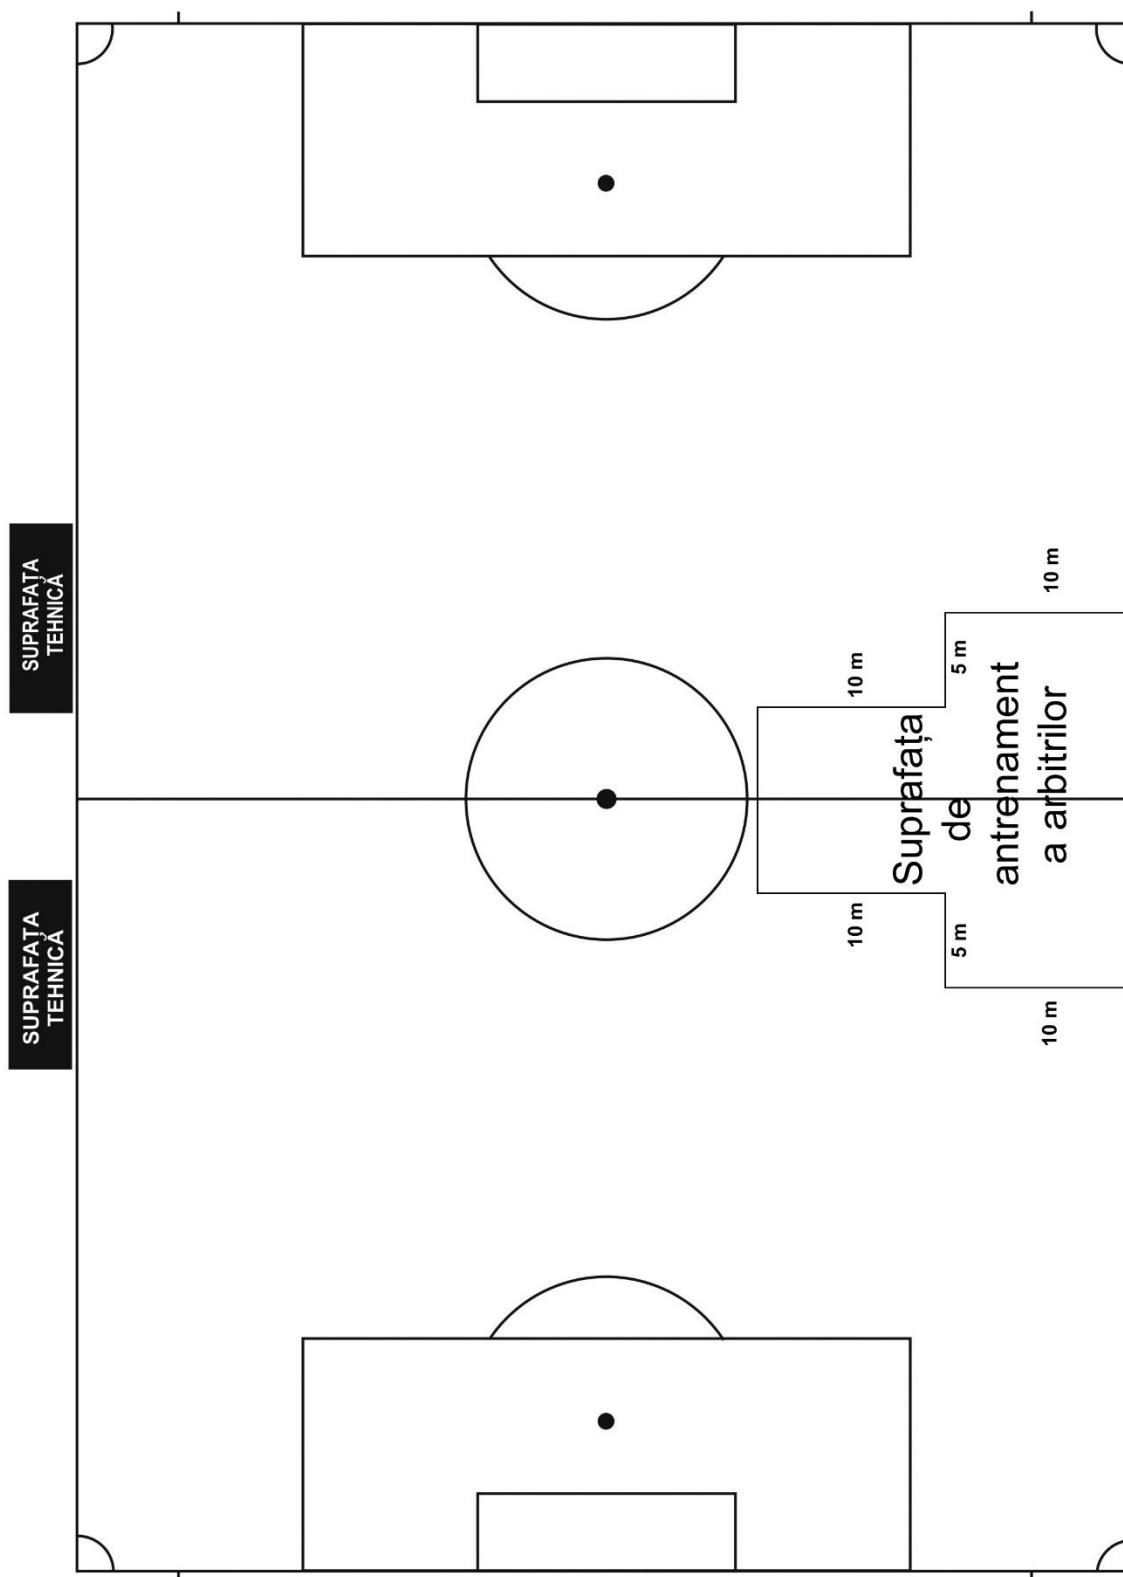 SUPRAFAȚA
TEHNICĂ
SUPRAFAȚA
TEHNICĂ
10 m
5 m
10 m
Suprafața
de
antrenament
a arbitrilor
10 m
5 m
10 m